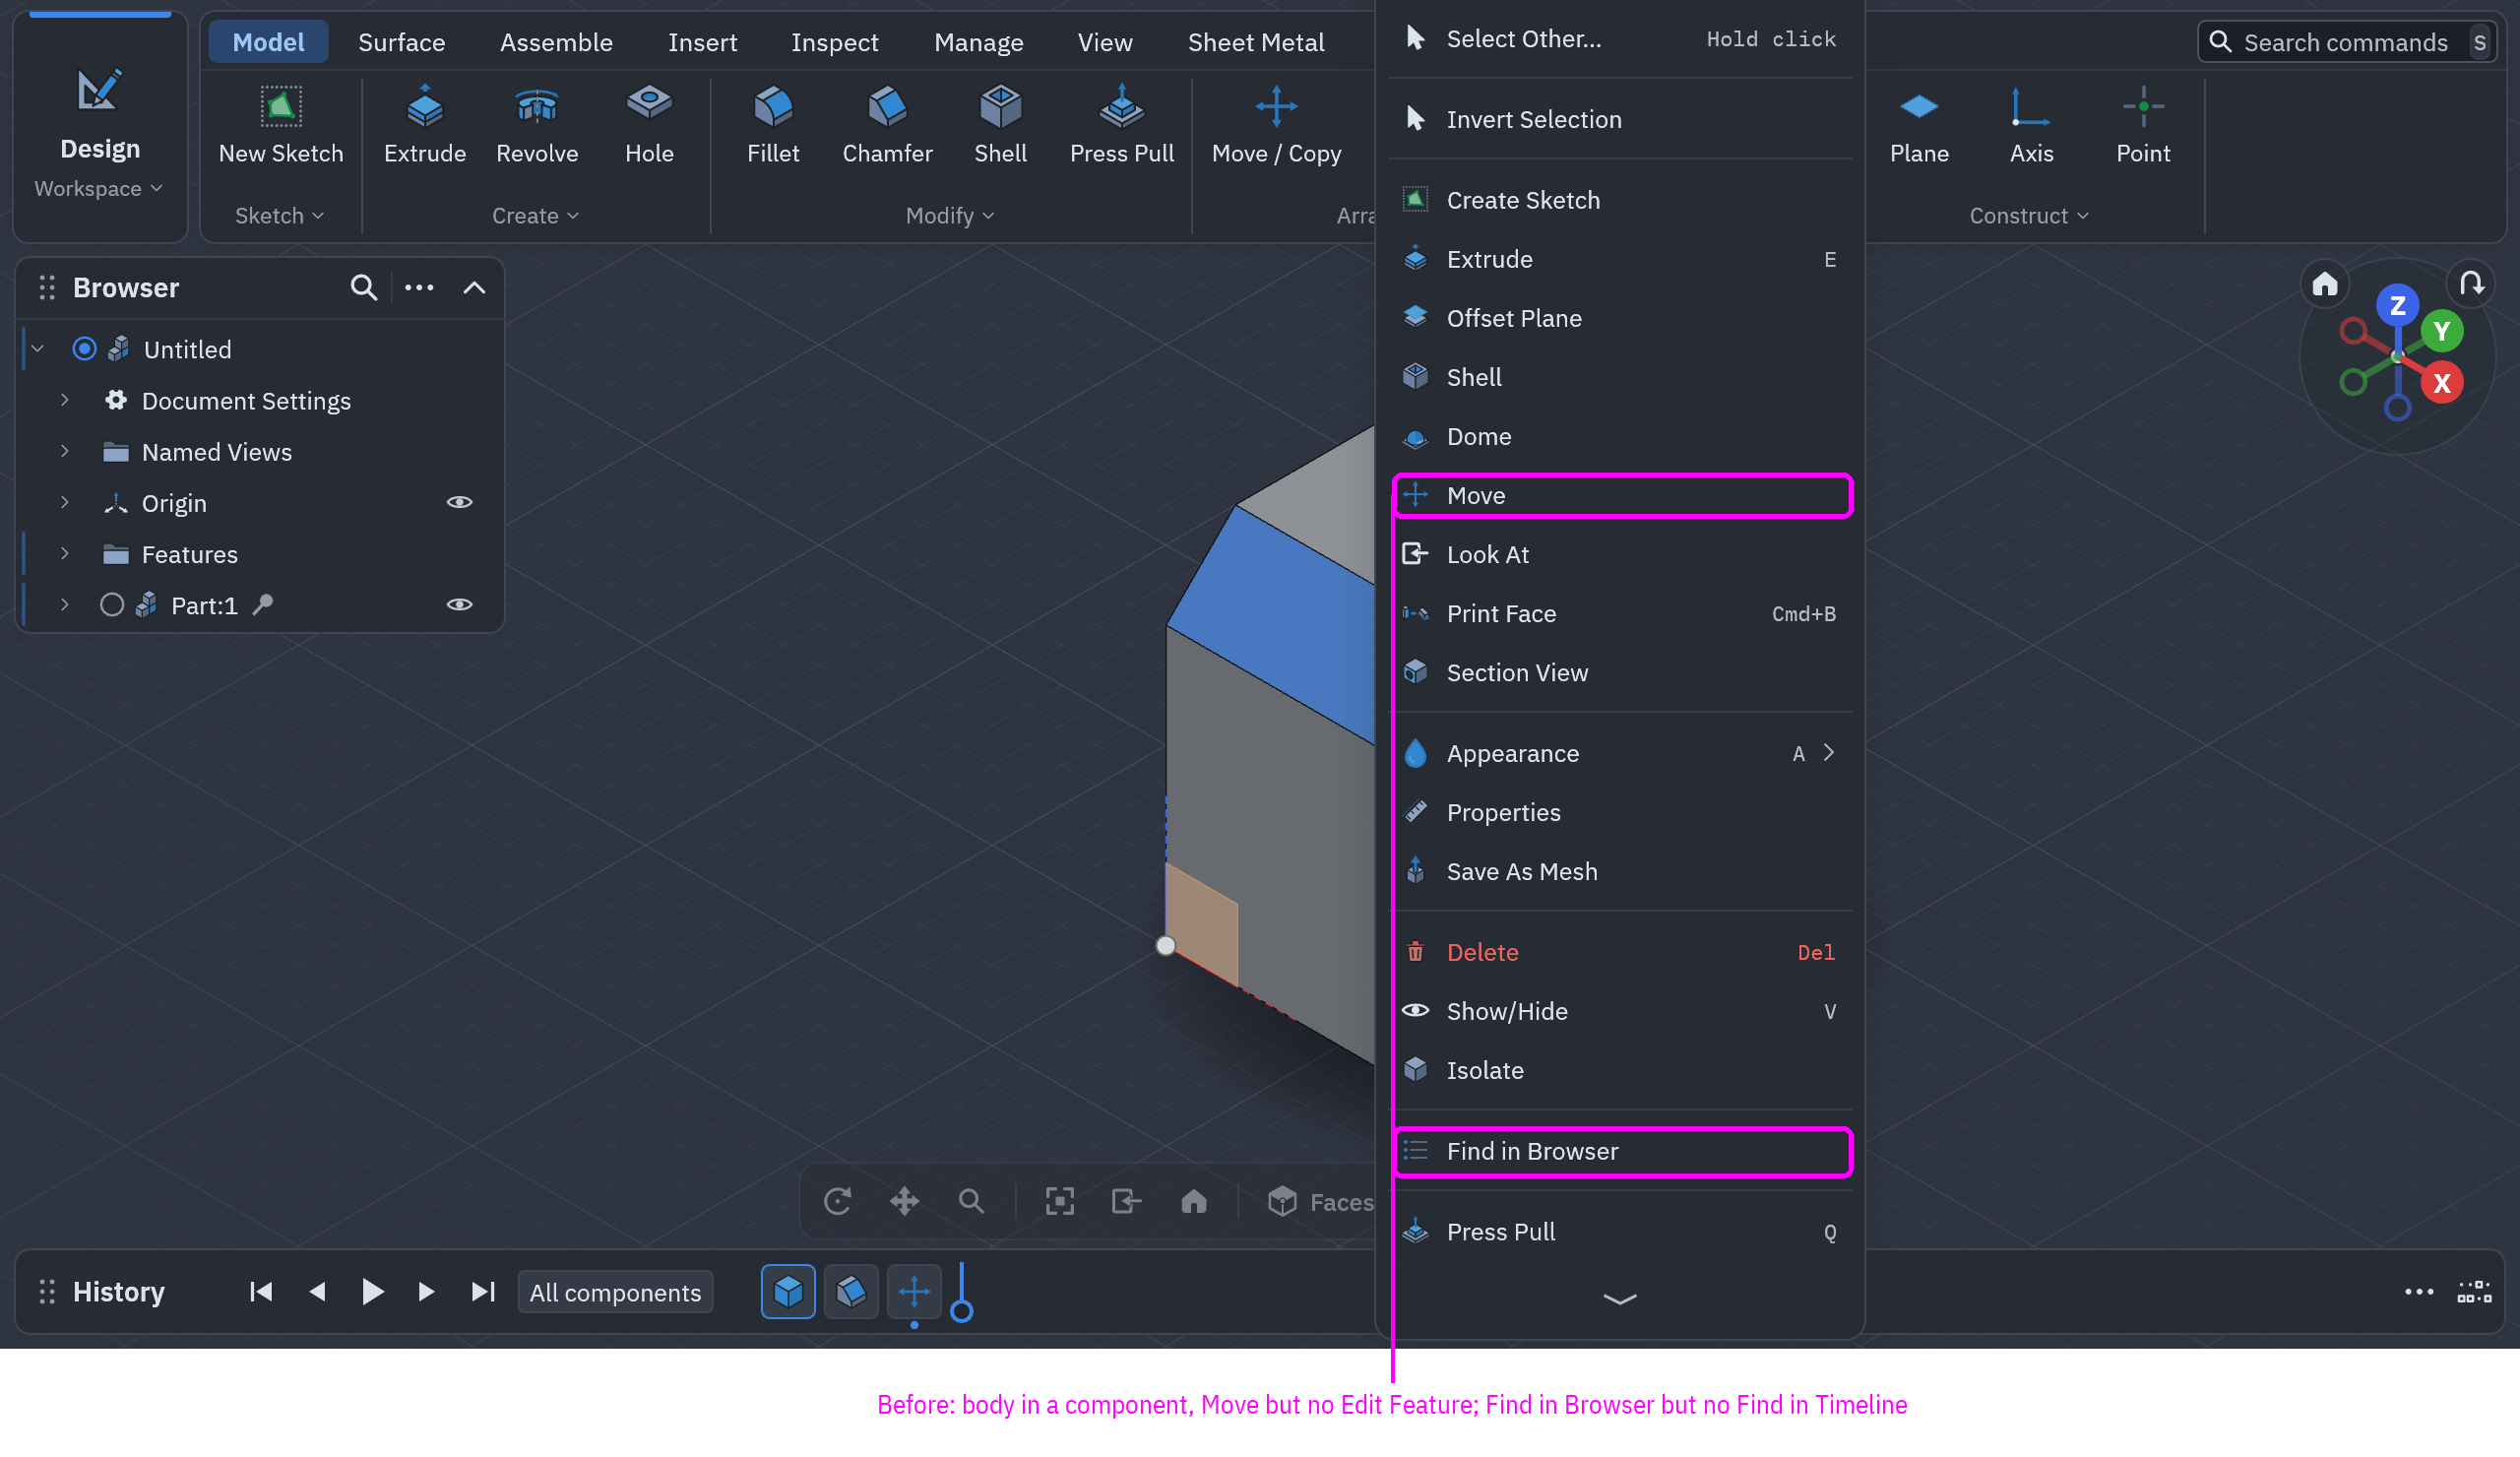 Model Surface Assemble Insert Inspect Manage View Sheet Metal
Search commands S
Design
Workspace
New Sketch Extrude Revolve Hole Fillet Chamfer Shell Press Pull Move / Copy Plane Axis Point
Sketch Create Modify Arra Construct
Browser
Untitled
Document Settings
Named Views
Origin
Features
Part:1
Z
Y
X
Select Other... Hold click
Invert Selection
Create Sketch
Extrude E
Offset Plane
Shell
Dome
Move
Look At
Print Face Cmd+B
Section View
Appearance A
Properties
Save As Mesh
Delete Del
Show/Hide V
Isolate
Find in Browser
Press Pull Q
Faces
History All components
Before: body in a component, Move but no Edit Feature; Find in Browser but no Find in Timeline